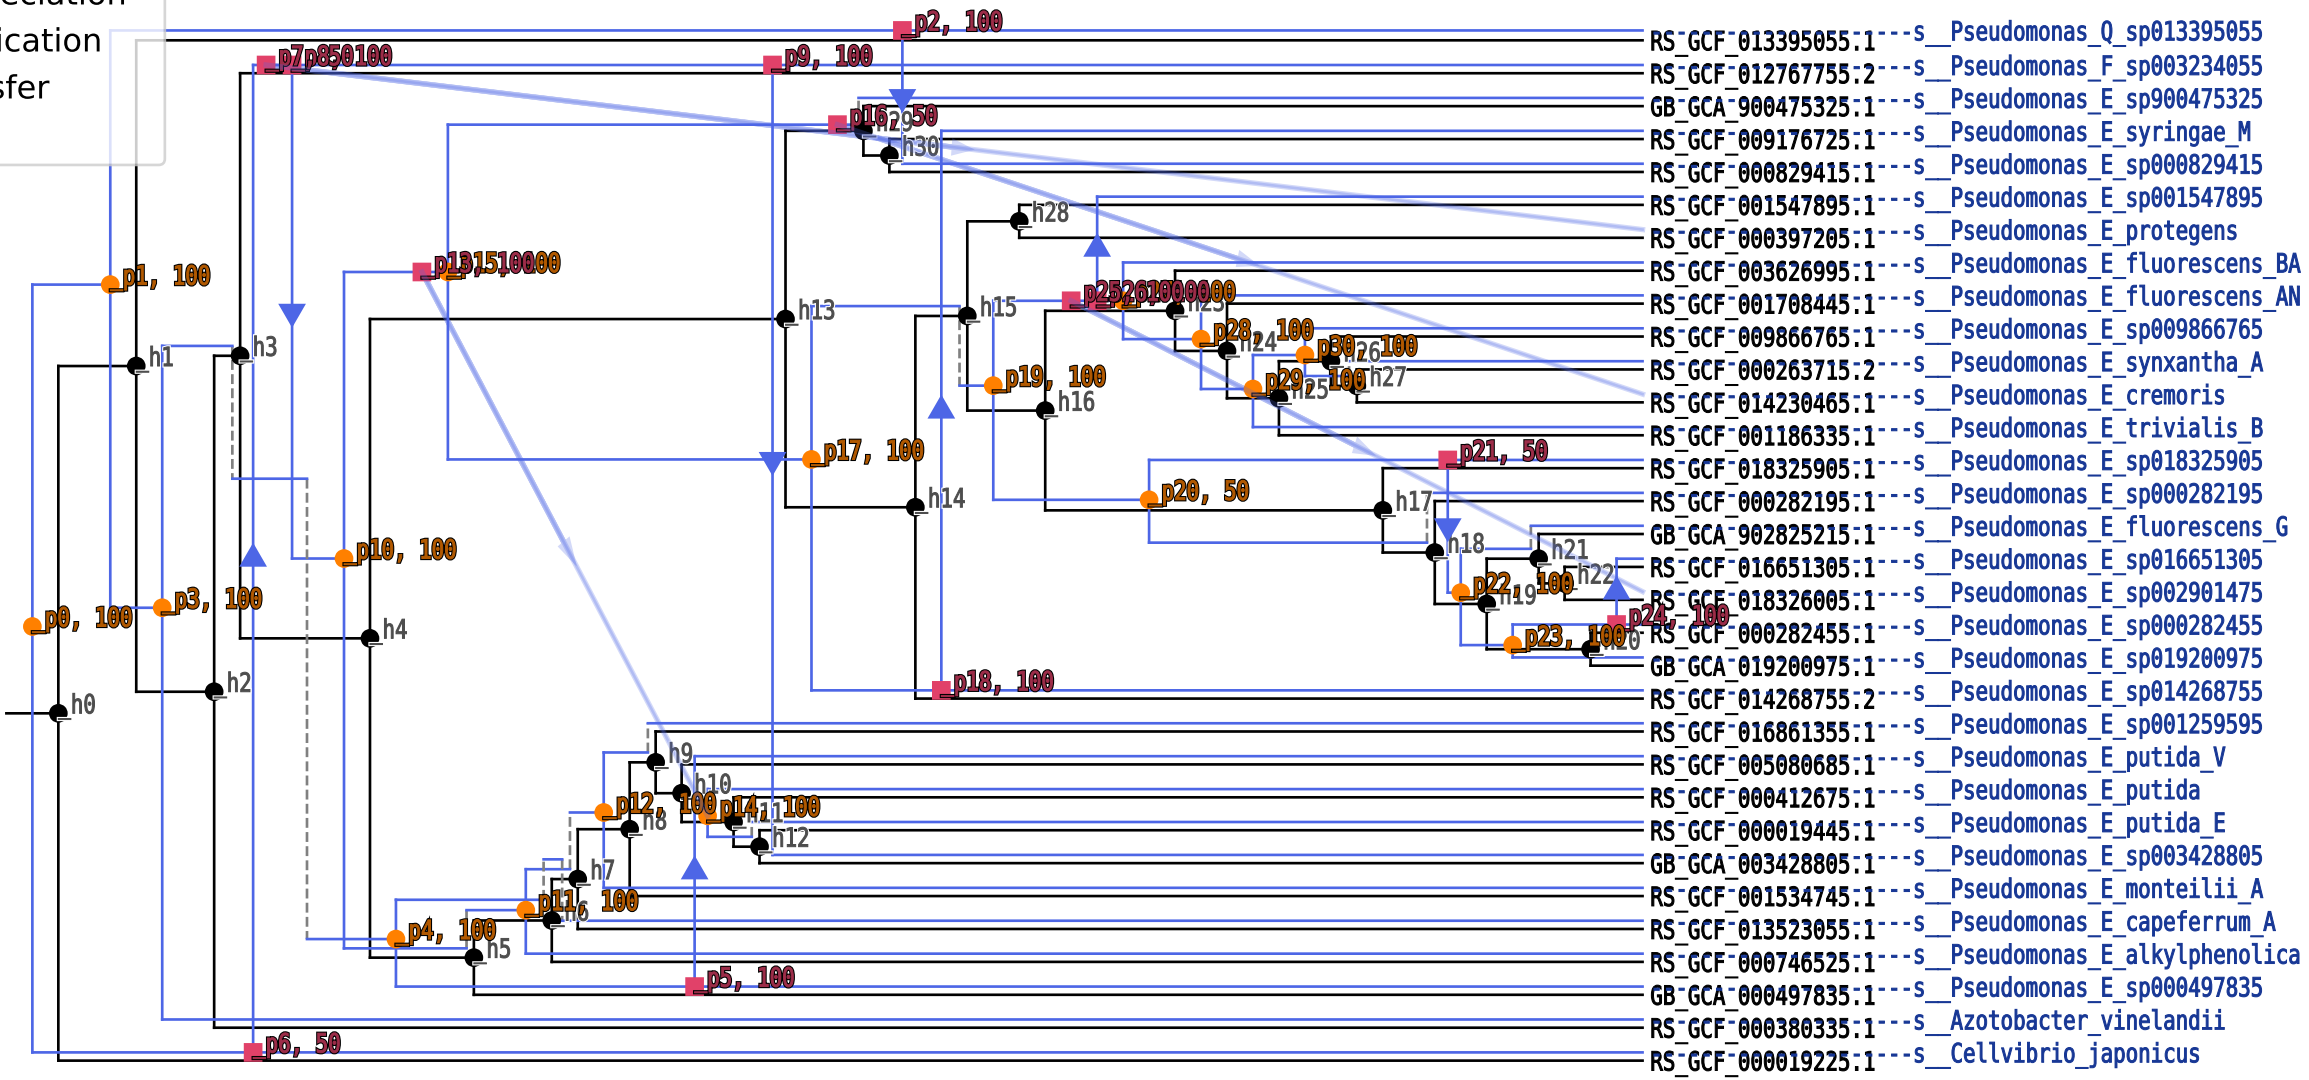 p2, 100
RS_GCF_013395055.1 s__Pseudomonas_Q_sp013395055
ication
p9, 100
RS_GCF_012767755.2 s__Pseudomonas_F_sp003234055
sfer
GB_GCA_900475325.1 s__Pseudomonas_E_sp900475325
p16, 50
h29
RS_GCF_009176725.1 s__Pseudomonas_E_syringae_M
h30
RS_GCF_000829415.1 s__Pseudomonas_E_sp000829415
RS_GCF_001547895.1 s__Pseudomonas_E_sp001547895
h28
RS_GCF_000397205.1 s__Pseudomonas_E_protegens
p1, 100
RS_GCF_003626995.1 s__Pseudomonas_E_fluorescens_BA
RS_GCF_001708445.1 s__Pseudomonas_E_fluorescens_AN
h13
h15
p28, 100
RS_GCF_009866765.1 s__Pseudomonas_E_sp009866765
h1
h3
p30, 100
RS_GCF_000263715.2 s__Pseudomonas_E_synxantha_A
p19, 100
p29, 100
h27
RS_GCF_014230465.1 s__Pseudomonas_E_cremoris
h16
h25
RS_GCF_001186335.1 s__Pseudomonas_E_trivialis_B
p17, 100
p21, 50
RS_GCF_018325905.1 s__Pseudomonas_E_sp018325905
p20, 50
h14
h17
RS_GCF_000282195.1 s__Pseudomonas_E_sp000282195
GB_GCA_902825215.1 s__Pseudomonas_E_fluorescens_G
p10, 100
h18
h21
RS_GCF_016651305.1 s__Pseudomonas_E_sp016651305
h22
p22, 100
RS_GCF_018326005.1 s__Pseudomonas_E_sp002901475
p3, 100
h19
p0, 100
p24, 100
RS_GCF_000282455.1 s__Pseudomonas_E_sp000282455
h4
p23, 100
GB_GCA_019200975.1 s__Pseudomonas_E_sp019200975
h2
p18, 100
RS_GCF_014268755.2 s__Pseudomonas_E_sp014268755
h0
RS_GCF_016861355.1 s__Pseudomonas_E_sp001259595
h9
RS_GCF_005080685.1 s__Pseudomonas_E_putida_V
h10
RS_GCF_000412675.1 s__Pseudomonas_E_putida
p12, 100
p14, 100
h8
RS_GCF_000019445.1 s__Pseudomonas_E_putida_E
h12
GB_GCA_003428805.1 s__Pseudomonas_E_sp003428805
h7
RS_GCF_001534745.1 s__Pseudomonas_E_monteilii_A
p11, 100
RS_GCF_013523055.1 s__Pseudomonas_E_capeferrum_A
p4, 100
h5
RS_GCF_000746525.1 s__Pseudomonas_E_alkylphenolica
p5, 100
GB_GCA_000497835.1 s__Pseudomonas_E_sp000497835
RS_GCF_000380335.1 s__Azotobacter_vinelandii
p6, 50
RS_GCF_000019225.1 s__Cellvibrio_japonicus